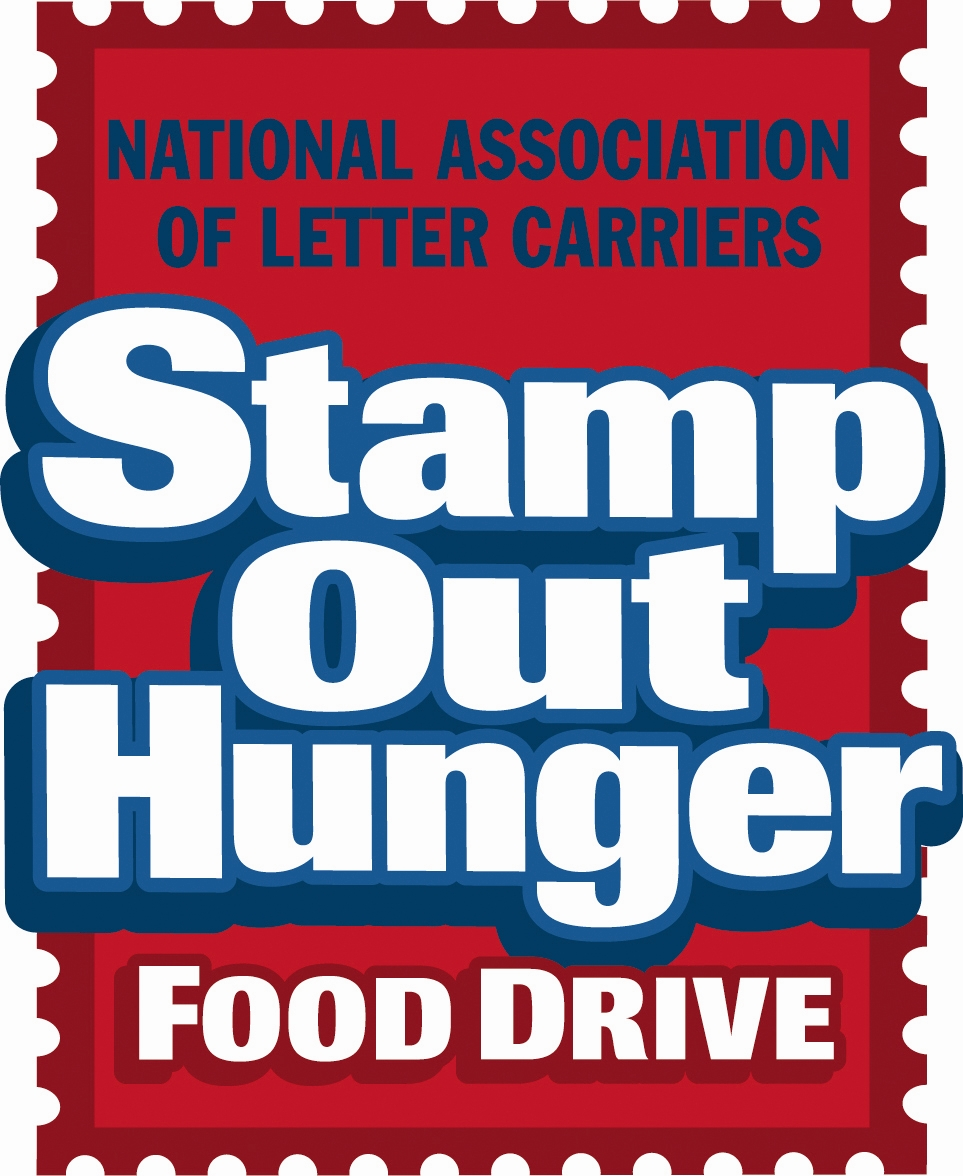 NATIONAL ASSOCIATION
OF LETTER CARRIERS
Stamp
Out
Hunger
FOOD DRIVE